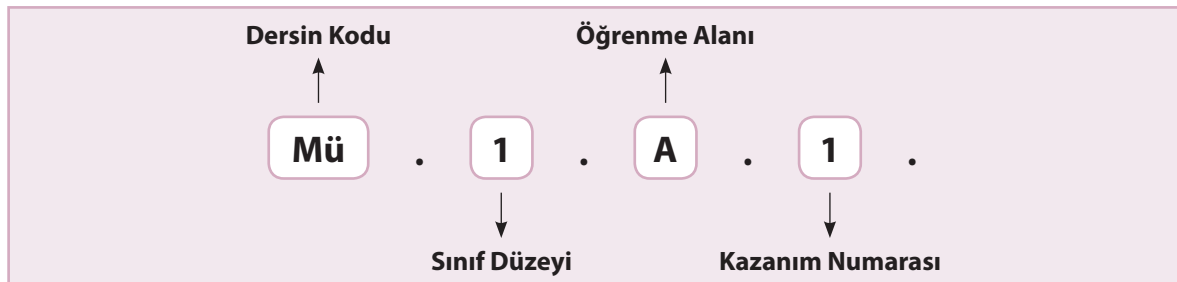 Dersin Kodu Öğrenme Alanı
Mü . 1 . A . 1 .
Sınıf Düzeyi Kazanım Numarası